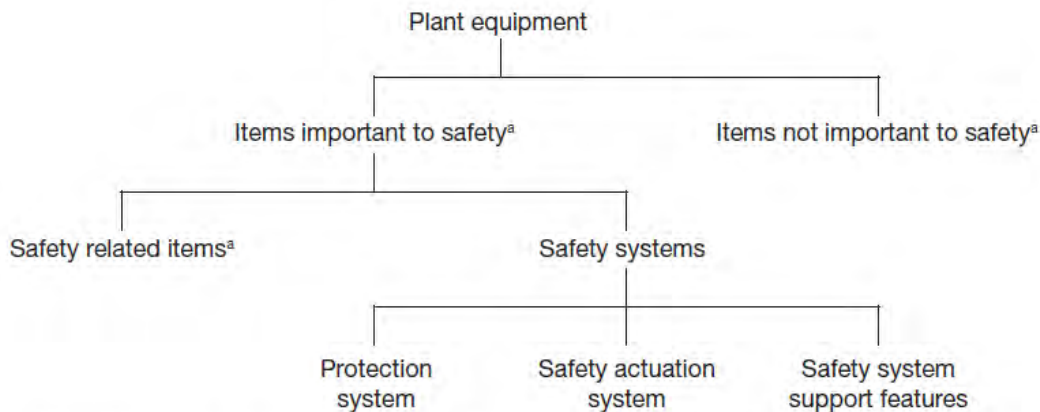 Plant equipment
Items important to safetyᵃ
Items not important to safetyᵃ
Safety related itemsᵃ
Safety systems
Protection
system
Safety actuation
system
Safety system
support features